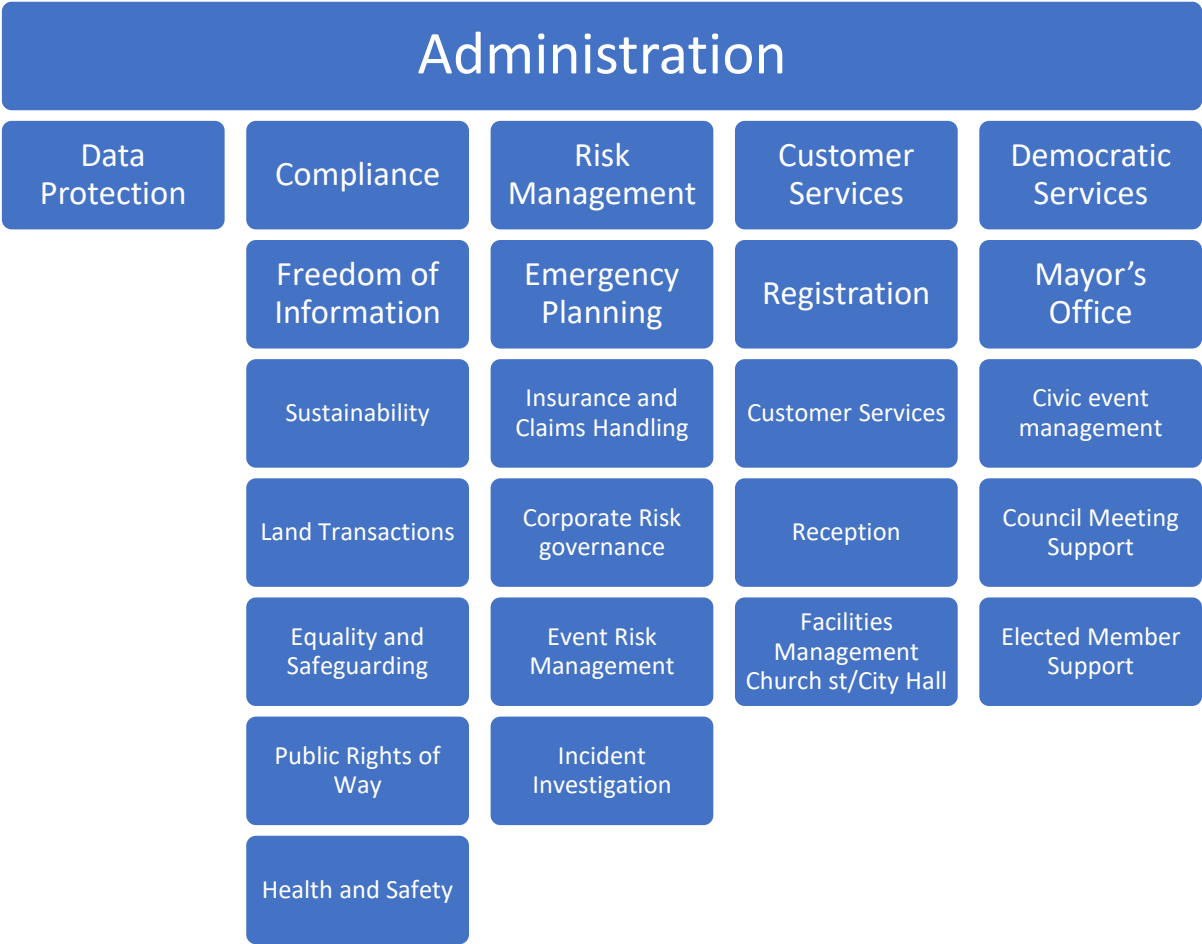 Administration
Data
Protection
Compliance
Risk
Management
Customer
Services
Democratic
Services
Freedom of
Information
Emergency
Planning
Registration
Mayor’s
Office
Sustainability
Insurance and
Claims Handling
Customer Services
Civic event
management
Land Transactions
Corporate Risk
governance
Reception
Council Meeting
Support
Equality and
Safeguarding
Event Risk
Management
Facilities
Management
Church st/City Hall
Elected Member
Support
Public Rights of
Way
Incident
Investigation
Health and Safety